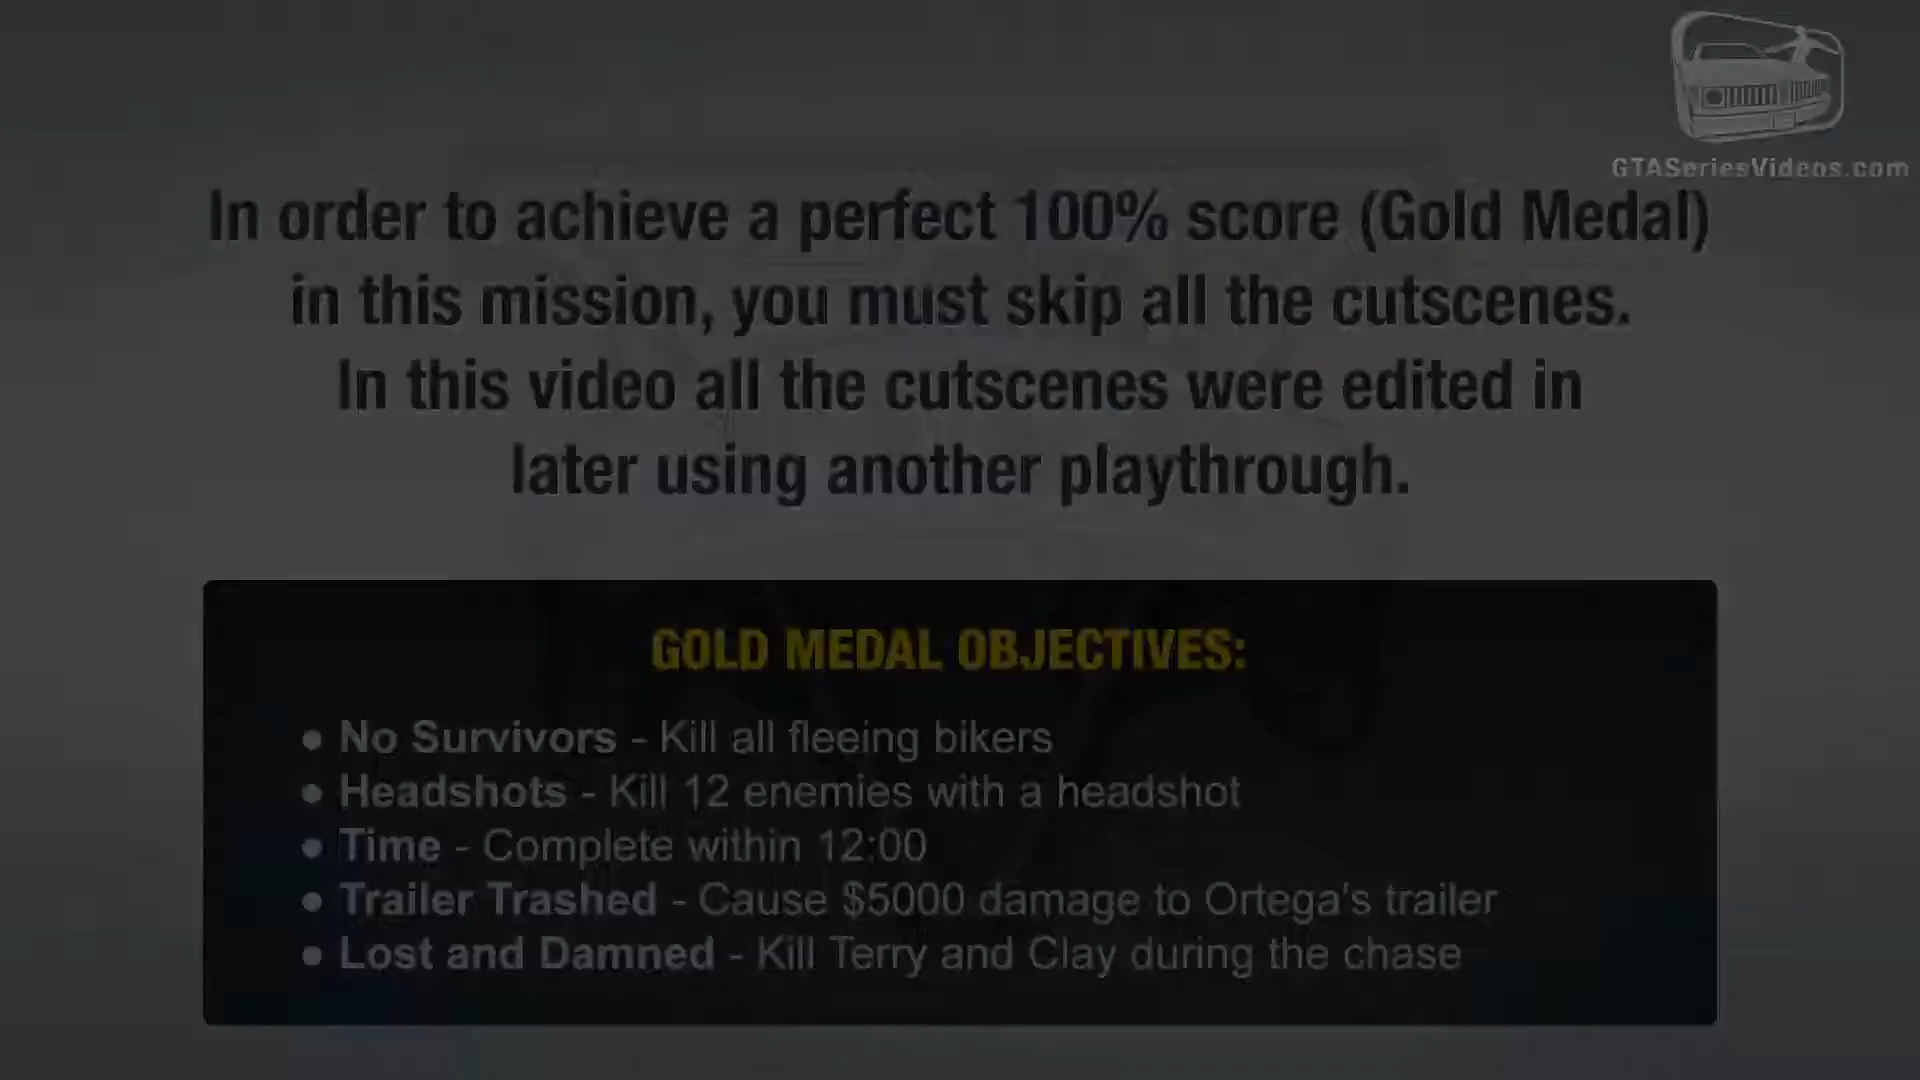 GTASeriesVideos.com
In order to achieve a perfect 100% score (Gold Medal)
in this mission, you must skip all the cutscenes.
In this video all the cutscenes were edited in
later using another playthrough.
GOLD MEDAL OBJECTIVES:
● No Survivors - Kill all fleeing bikers
● Headshots - Kill 12 enemies with a headshot
● Time - Complete within 12:00
● Trailer Trashed - Cause $5000 damage to Ortega's trailer
● Lost and Damned - Kill Terry and Clay during the chase